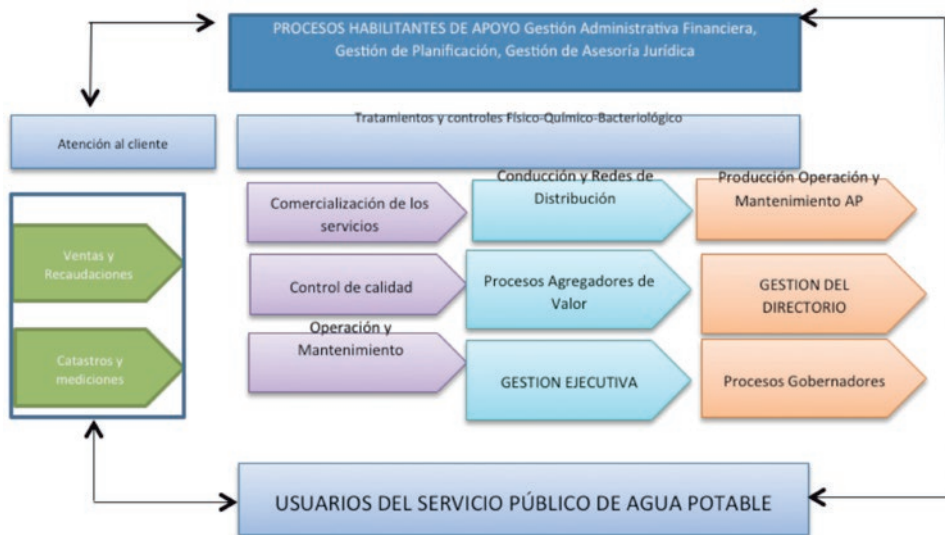 PROCESOS HABILITANTES DE APOYO Gestión Administrativa Financiera,
Gestión de Planificación, Gestión de Asesoría Jurídica
Atención al cliente
Tratamientos y controles Físico-Químico-Bacteriológico
Ventas y
Recaudaciones
Catastros y
mediciones
Comercialización de los
servicios
Conducción y Redes de
Distribución
Producción Operación y
Mantenimiento AP
Control de calidad
Procesos Agregadores de
Valor
GESTION DEL
DIRECTORIO
Operación y
Mantenimiento
GESTION EJECUTIVA
Procesos Gobernadores
USUARIOS DEL SERVICIO PÚBLICO DE AGUA POTABLE